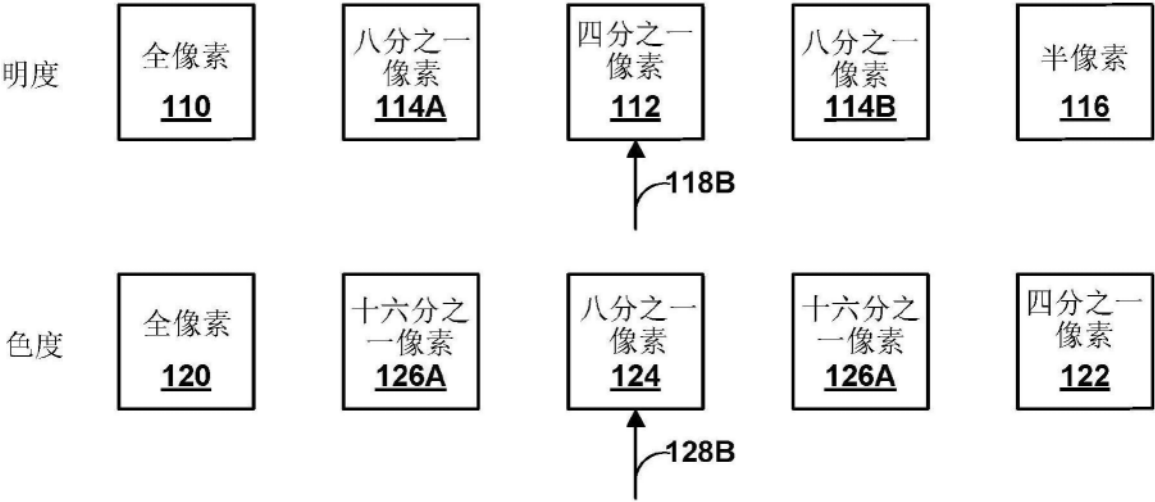 明度
全像素
110
八分之一
像素
114A
四分之一
像素
112
八分之一
像素
114B
半像素
116
118B
色度
全像素
120
十六分之
一像素
126A
八分之一
像素
124
十六分之
一像素
126A
四分之一
像素
122
128B